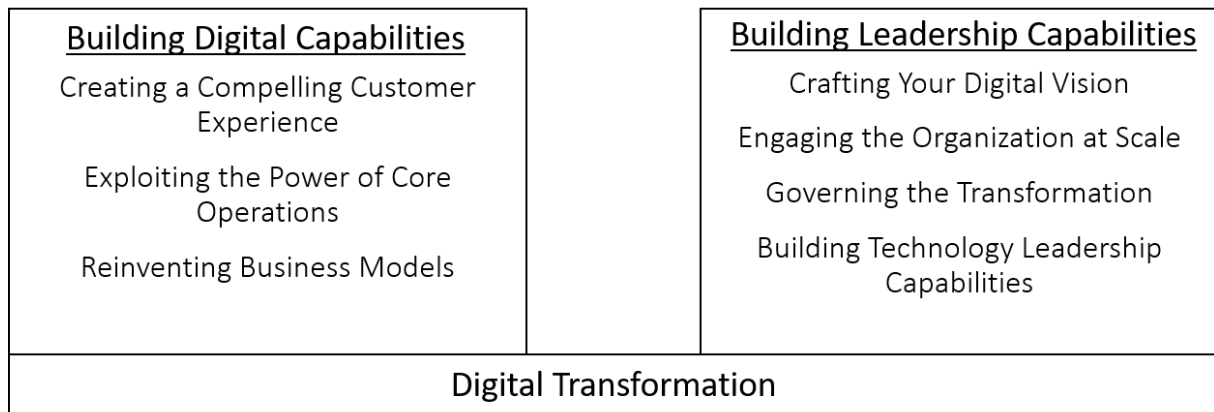 Building Digital Capabilities
Creating a Compelling Customer
Experience
Exploiting the Power of Core
Operations
Reinventing Business Models
Building Leadership Capabilities
Crafting Your Digital Vision
Engaging the Organization at Scale
Governing the Transformation
Building Technology Leadership
Capabilities
Digital Transformation